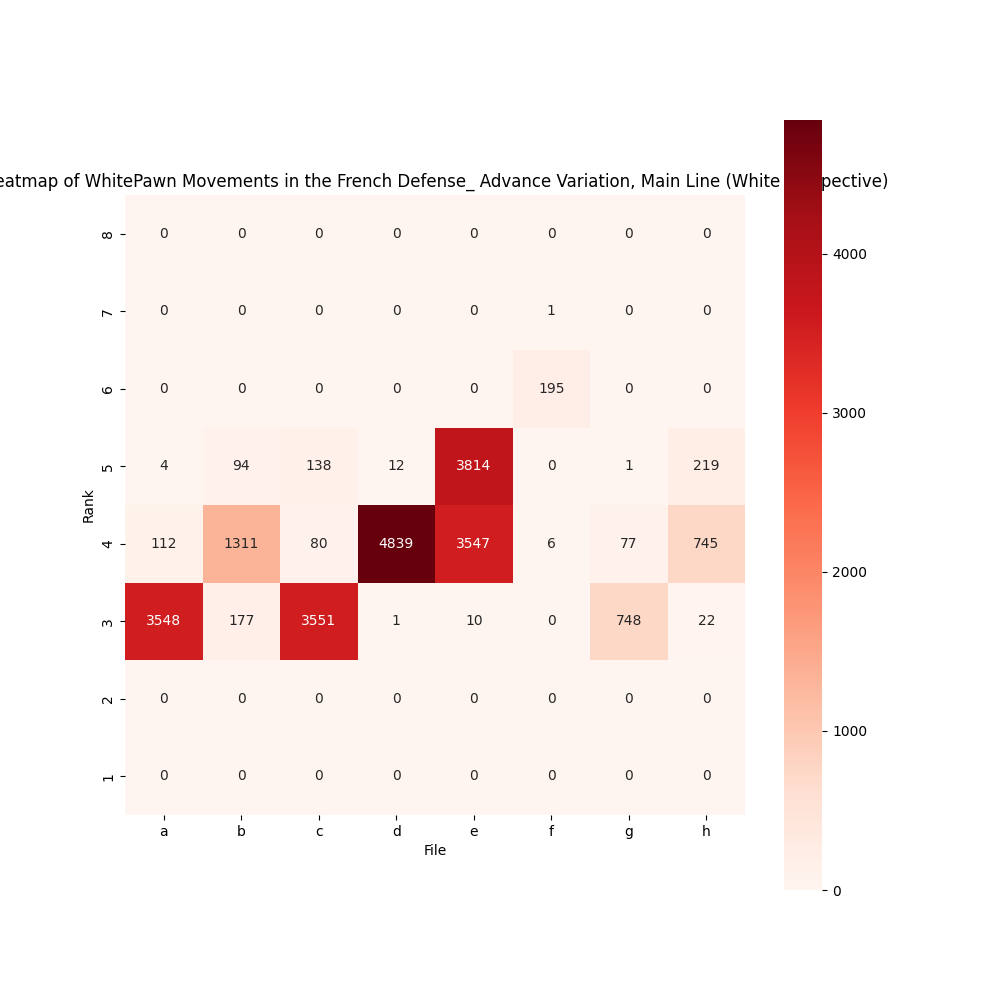 eatmap of WhitePawn Movements in the French Defense_ Advance Variation, Main Line (White pective)
8 0 0 0 0 0 0 0 0
7 0 0 0 0 0 1 0 0
6 0 0 0 0 0 195 0 0
5 4 94 138 12 3814 0 1 219
4 112 1311 80 4839 3547 6 77 745
3 3548 177 3551 1 10 0 748 22
2 0 0 0 0 0 0 0 0
1 0 0 0 0 0 0 0 0
a b c d e f g h
File
Rank
4000
3000
2000
1000
0